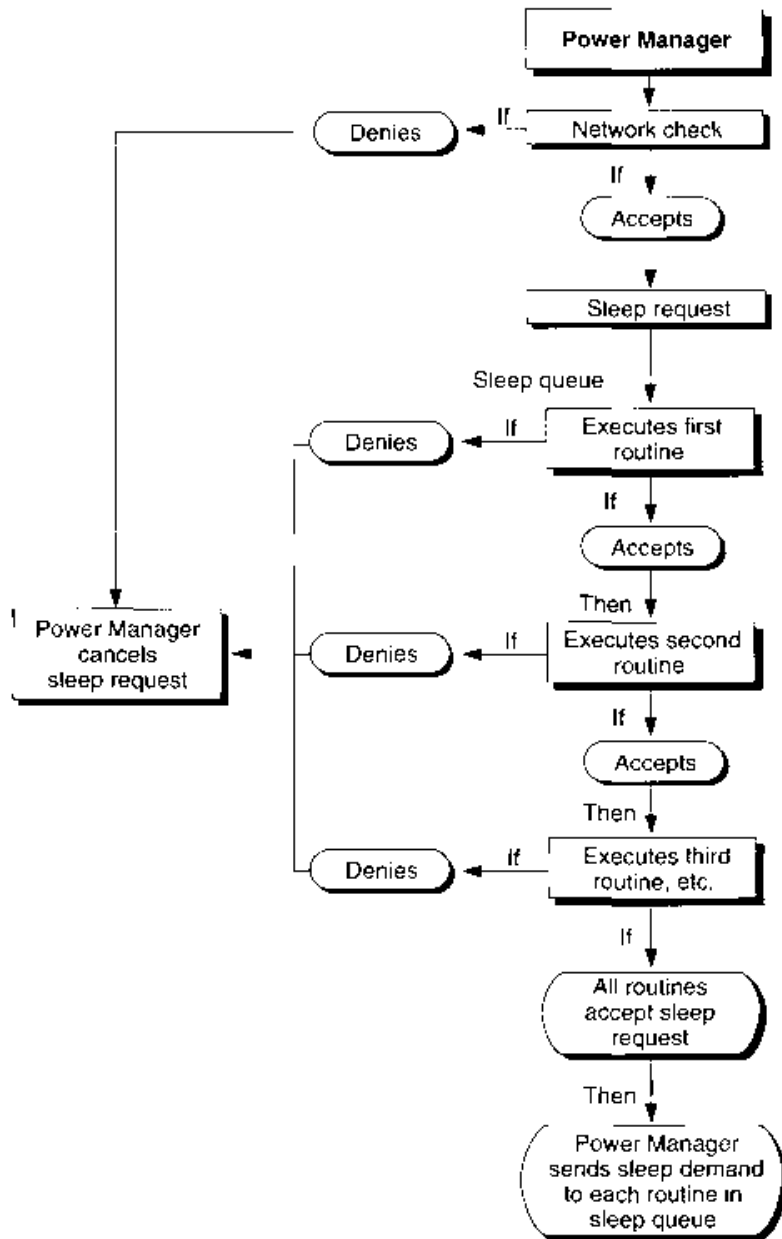 Power Manager
Denies
If
Network check
If
Accepts
Sleep request
Sleep queue
Denies
If
Executes first
routine
If
Accepts
Then
Power Manager
cancels
sleep request
Denies
If
Executes second
routine
If
Accepts
Then
Denies
If
Executes third
routine, etc.
If
All routines
accept sleep
request
Then
Power Manager
sends sleep demand
to each routine in
sleep queue